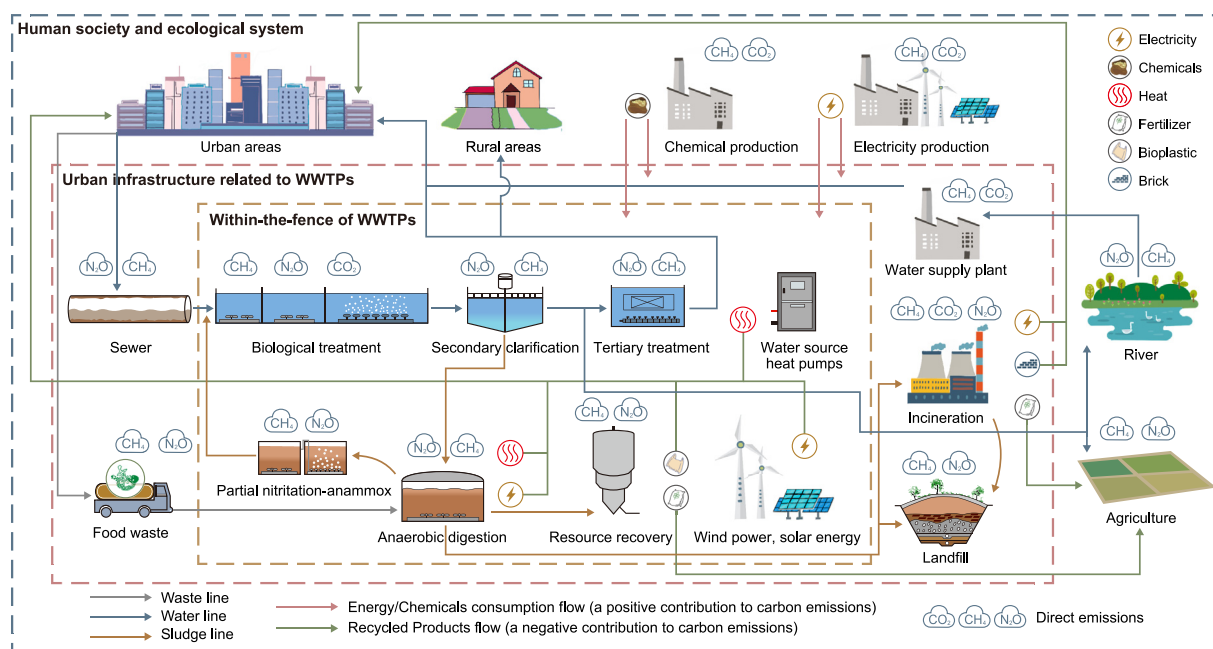 Human society and ecological system
CH₄ CO₂
CH₄ CO₂
Electricity
Chemicals
Heat
Fertilizer
Bioplastic
Brick
Urban areas
Rural areas
Chemical production
Electricity production
Urban infrastructure related to WWTPs
Within-the-fence of WWTPs
CH₄ CO₂
Water supply plant
N₂O CH₄
River
N₂O CH₄
Sewer
CH₄ N₂O CO₂
Biological treatment
N₂O CH₄
Secondary clarification
N₂O CH₄
Tertiary treatment
Water source
heat pumps
CH₄ CO₂ N₂O
Incineration
CH₄ N₂O
Food waste
CH₄ N₂O
Partial nitritation-anammox
N₂O CH₄
Anaerobic digestion
CH₄ N₂O
Resource recovery
Wind power, solar energy
CH₄ N₂O
Landfill
CH₄ N₂O
Agriculture
Waste line
Water line
Sludge line
Energy/Chemicals consumption flow (a positive contribution to carbon emissions)
Recycled Products flow (a negative contribution to carbon emissions)
CO₂ CH₄ N₂O Direct emissions